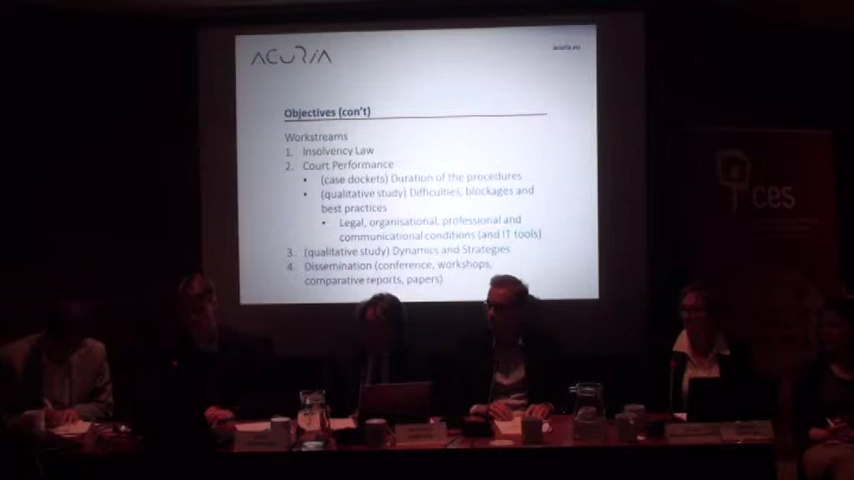 ACURIA
acuria.eu
Objectives (con't)
Workstreams
1. Insolvency Law
2. Court Performance
• (case dockets) Duration of the procedures
• (qualitative study) Difficulties, blockages and
best practices
• Legal, organisational, professional and
communicational conditions (and IT tools)
3. (qualitative study) Dynamics and Strategies
4. Dissemination (conference, workshops,
comparative reports, papers)
ces